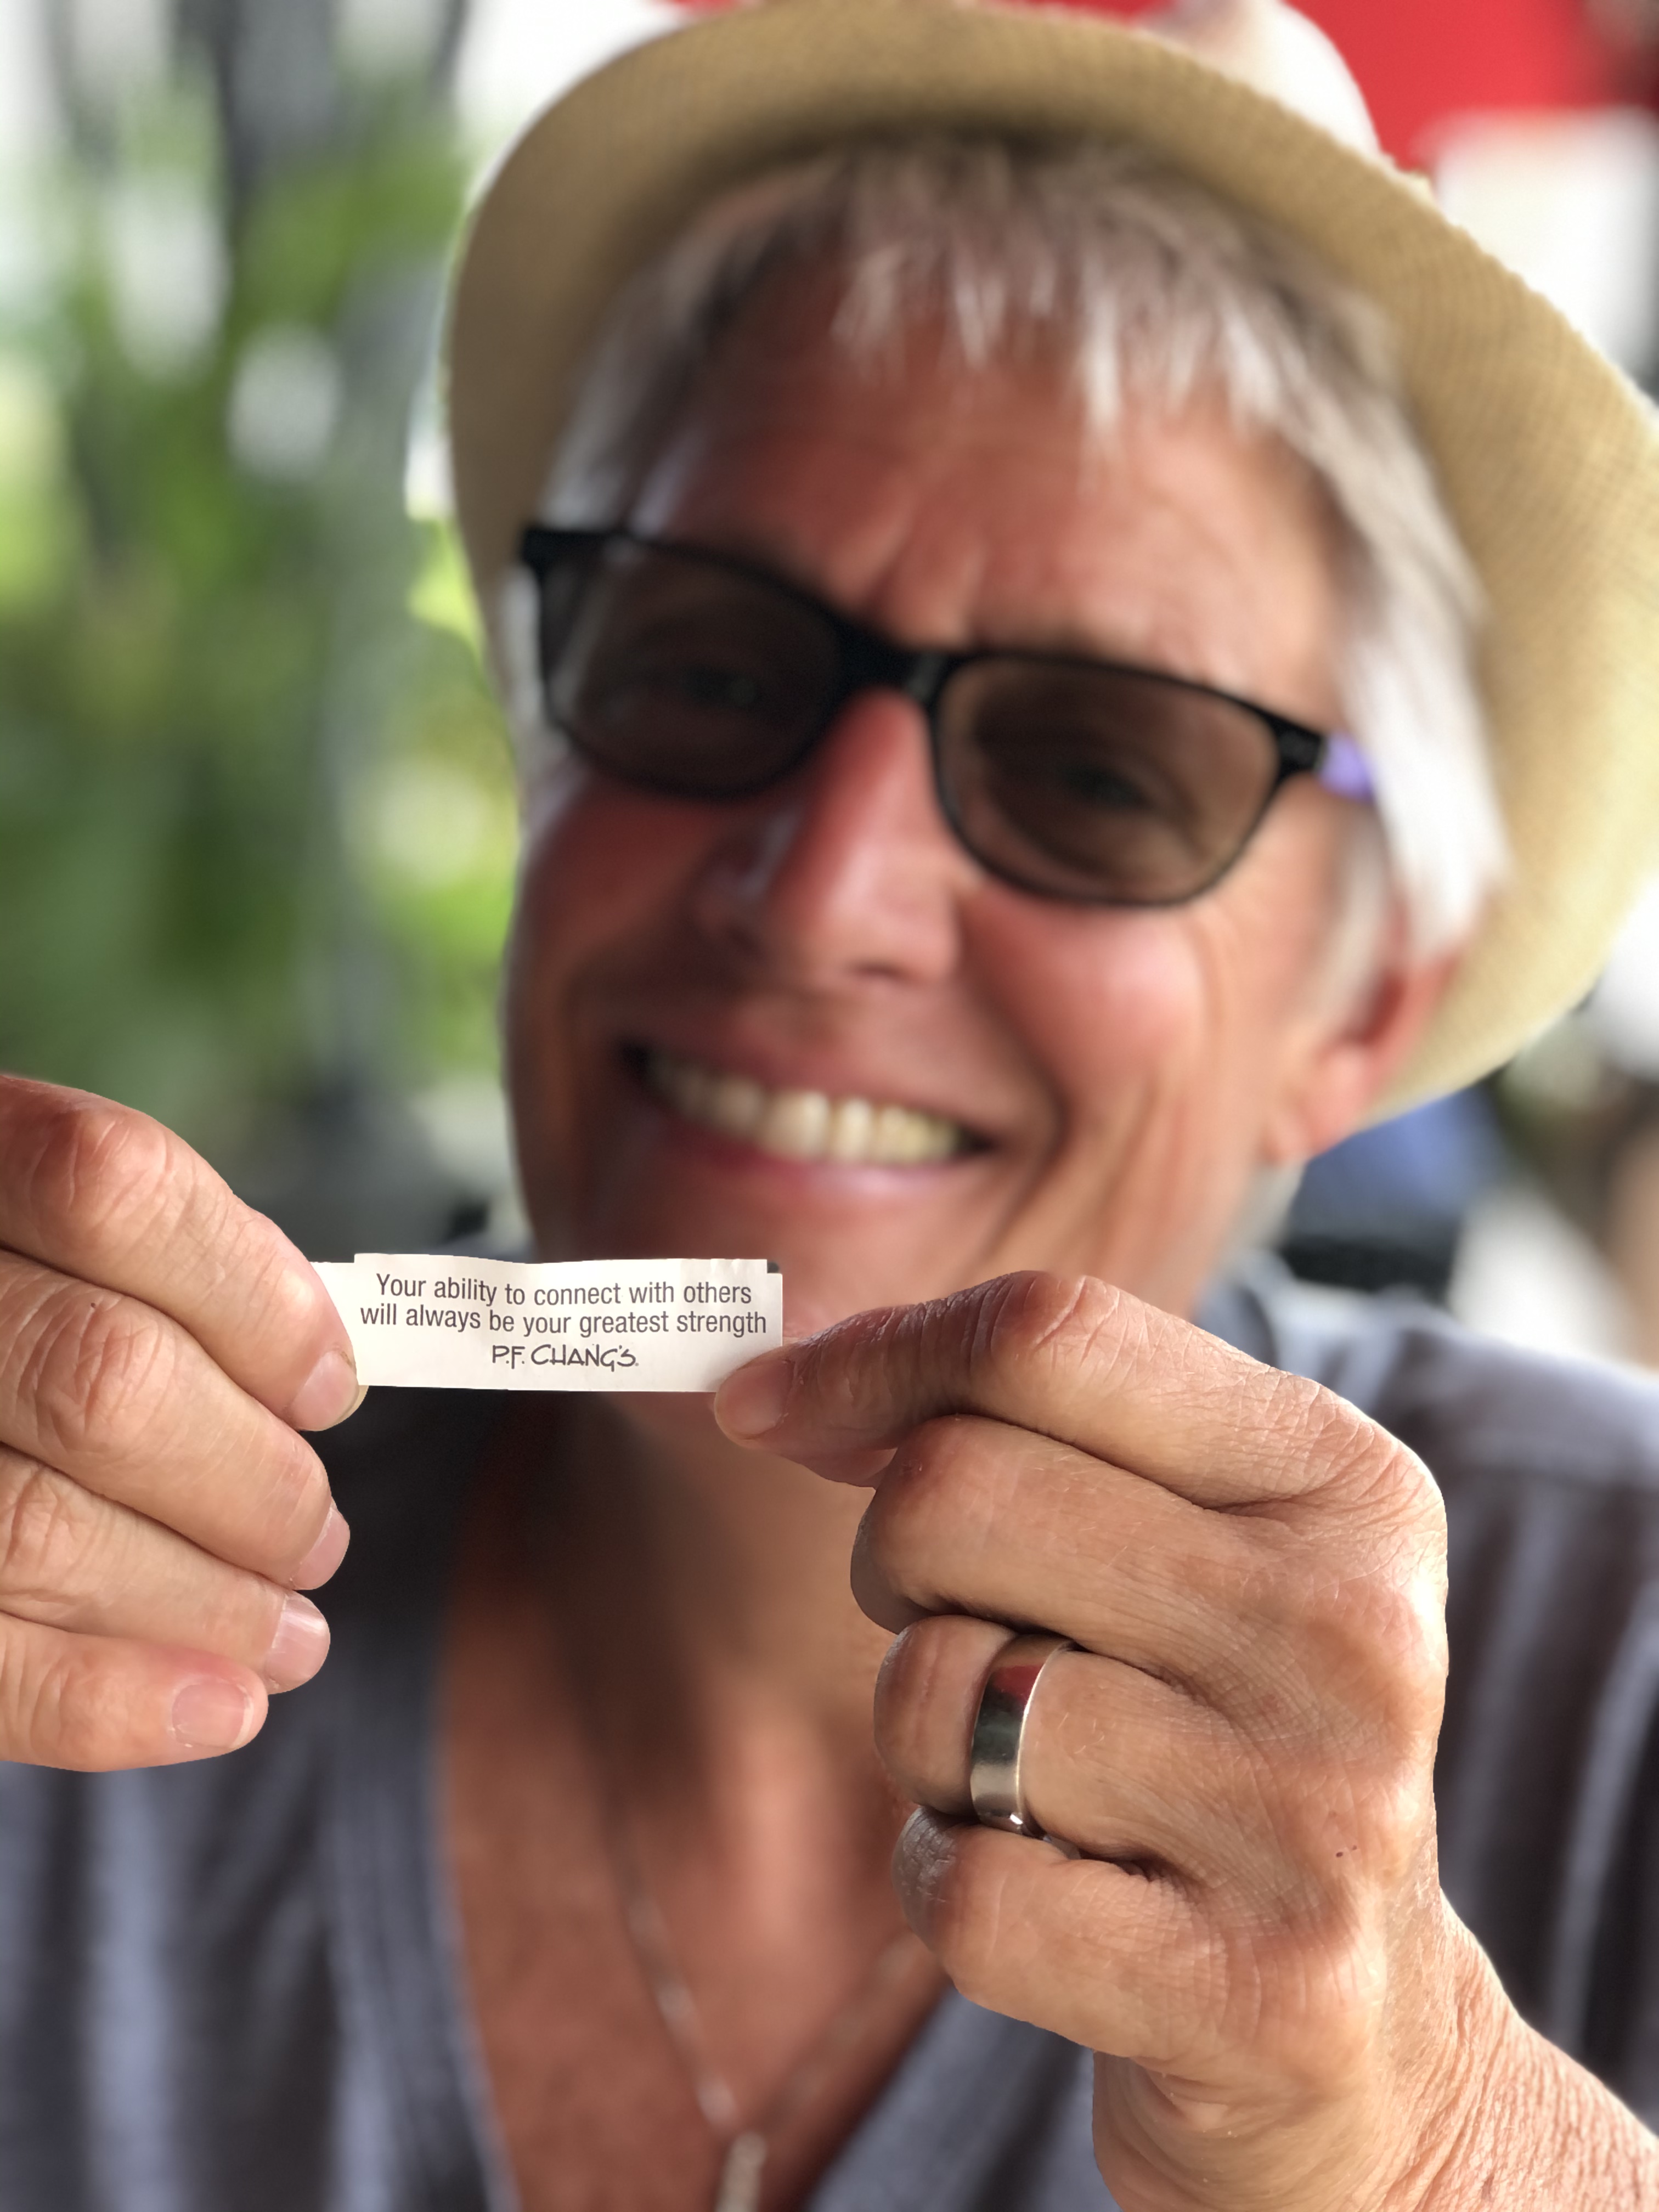 Your ability to connect with others
will always be your greatest strength
P.F. CHANG'S.